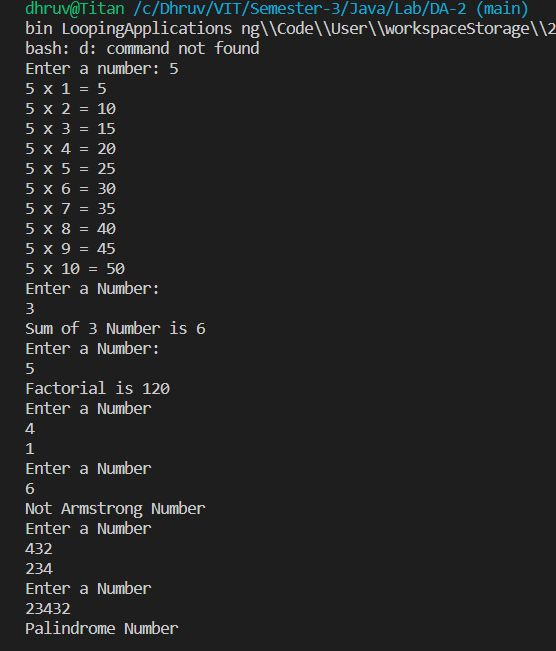 dhruv@Titan /c/Dhruv/VIT/Semester-3/Java/Lab/DA-2 (main)
bin LoopingApplications ng\\Code\\User\\workspaceStorage\\2
bash: d: command not found
Enter a number: 5
5 x 1 = 5
5 x 2 = 10
5 x 3 = 15
5 x 4 = 20
5 x 5 = 25
5 x 6 = 30
5 x 7 = 35
5 x 8 = 40
5 x 9 = 45
5 x 10 = 50
Enter a Number:
3
Sum of 3 Number is 6
Enter a Number:
5
Factorial is 120
Enter a Number
4
1
Enter a Number
6
Not Armstrong Number
Enter a Number
432
234
Enter a Number
23432
Palindrome Number